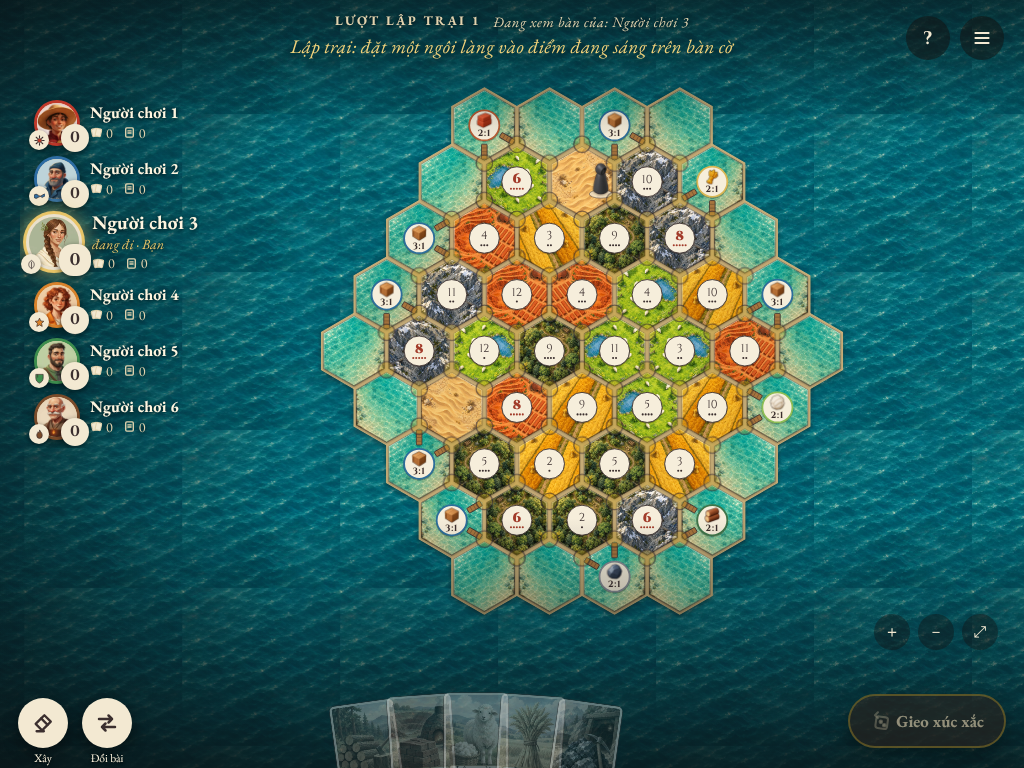 LƯỢT LẬP TRẠI 1 Đang xem bàn của: Người chơi 3
Lập trại: đặt một ngôi làng vào điểm đang sáng trên bàn cờ
?
Người chơi 1
0 0 0
Người chơi 2
0 0 0
Người chơi 3
đang đi · Bạn
0 0 0
Người chơi 4
0 0 0
Người chơi 5
0 0 0
Người chơi 6
0 0 0
2:1 3:1
6 10 2:1
3:1 4 3 9 8
3:1 11 12 4 4 10 3:1
8 12 9 11 3 11
8 9 5 10 2:1
3:1 5 2 5 3
3:1 6 2 6 2:1
2:1
+ −
Xây Đổi bài
Gieo xúc xắc